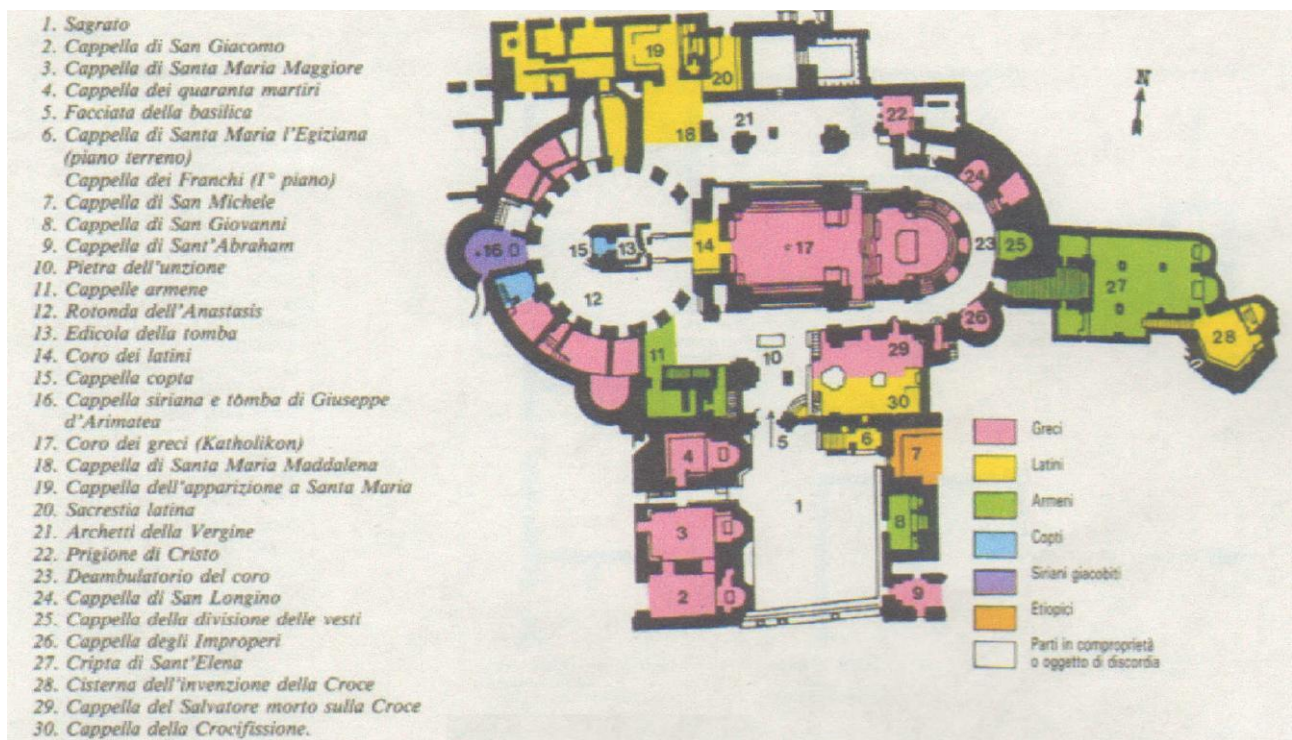 1. Sagrato
2. Cappella di San Giacomo
3. Cappella di Santa Maria Maggiore
4. Cappella dei quaranta martiri
5. Facciata della basilica
6. Cappella di Santa Maria l'Egiziana
(piano terreno)
Cappella dei Franchi (I° piano)
7. Cappella di San Michele
8. Cappella di San Giovanni
9. Cappella di Sant'Abraham
10. Pietra dell'unzione
11. Cappelle armene
12. Rotonda dell'Anastasis
13. Edicola della tomba
14. Coro dei latini
15. Cappella copta
16. Cappella siriana e tomba di Giuseppe
d'Arimatea
17. Coro dei greci (Katholikon)
18. Cappella di Santa Maria Maddalena
19. Cappella dell'apparizione a Santa Maria
20. Sacrestia latina
21. Archetti della Vergine
22. Prigione di Cristo
23. Deambulatorio del coro
24. Cappella di San Longino
25. Cappella della divisione delle vesti
26. Cappella degli Improperi
27. Cripta di Sant'Elena
28. Cisterna dell'invenzione della Croce
29. Cappella del Salvatore morto sulla Croce
30. Cappella della Crocifissione.
19
20
18
21
22
N
24
16
15
13
14
17
23
25
27
12
26
28
11
10
29
30
5
6
4
7
1
3
8
2
9
Greci
Latini
Armeni
Copti
Siriani giacobiti
Etiopici
Parti in comproprietà
o oggetto di discordia